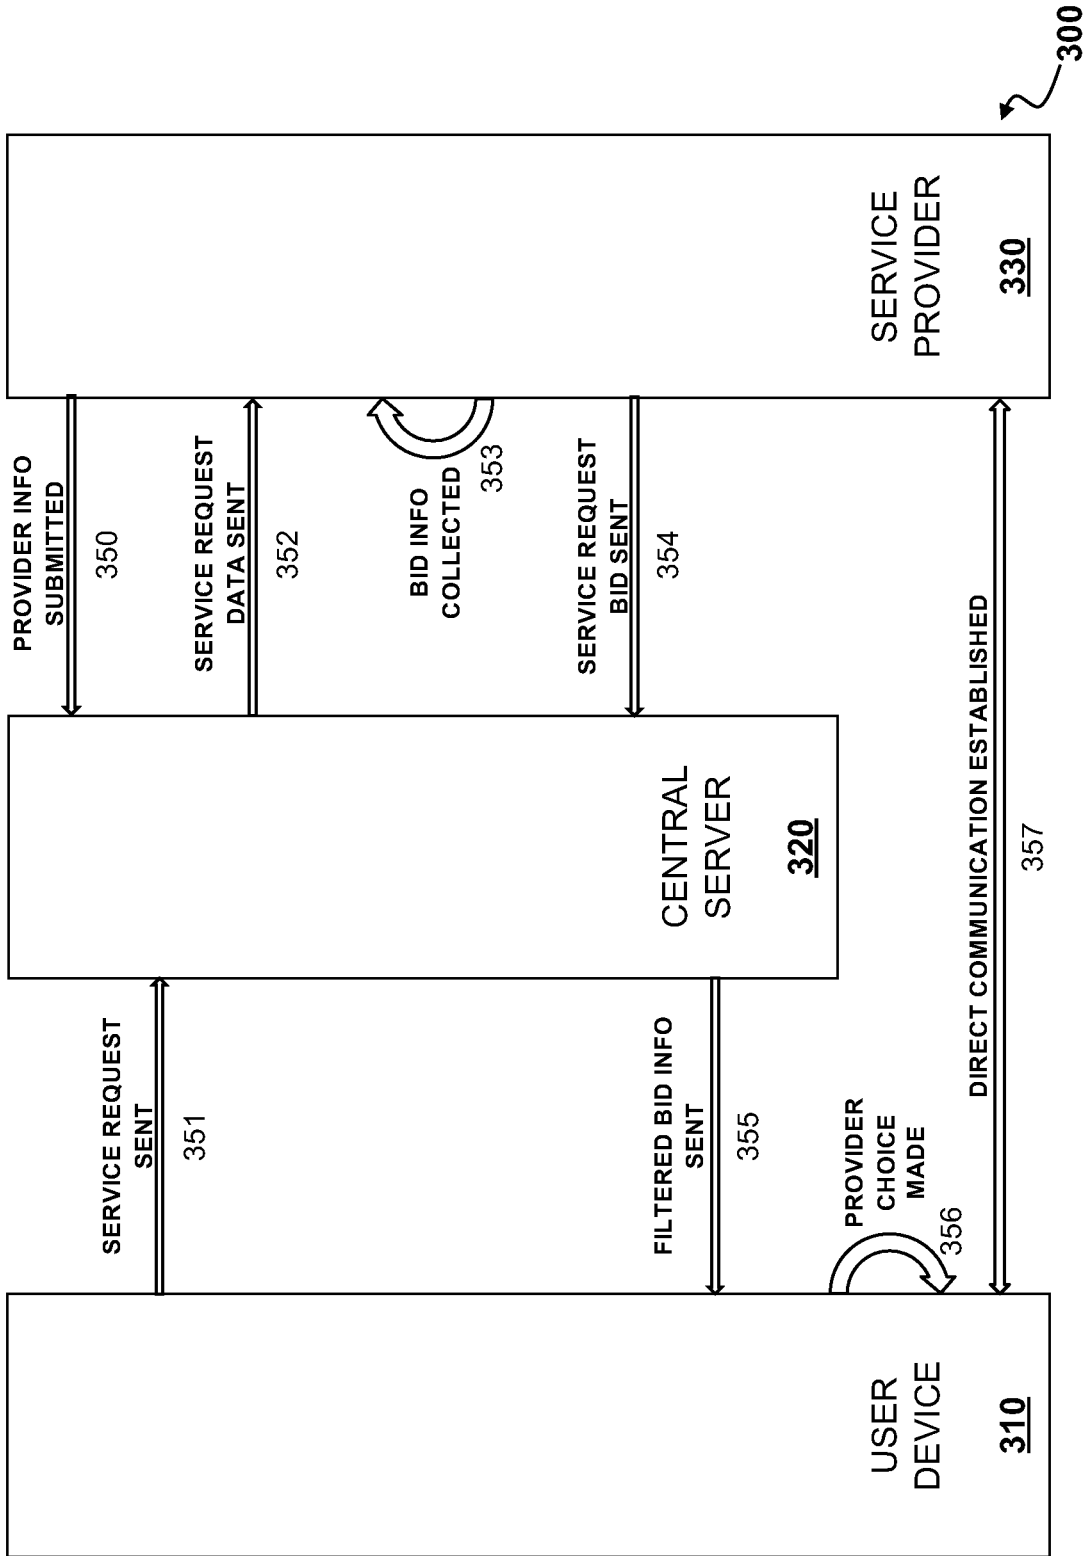 PROVIDER INFO
SUBMITTED
350
SERVICE REQUEST
SENT
351
SERVICE REQUEST
DATA SENT
352
BID INFO
COLLECTED
353
SERVICE REQUEST
BID SENT
354
FILTERED BID INFO
SENT
355
PROVIDER
CHOICE
MADE
356
DIRECT COMMUNICATION ESTABLISHED
357
USER
DEVICE
310
CENTRAL
SERVER
320
SERVICE
PROVIDER
330
300